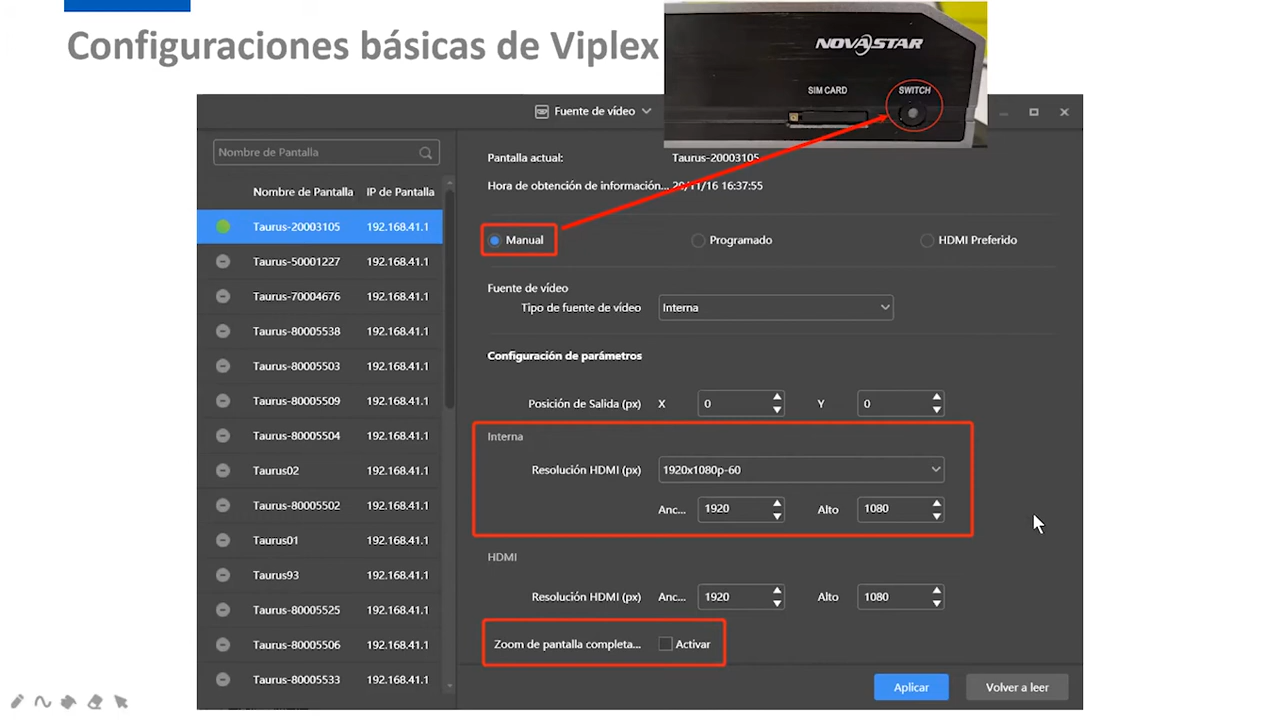 Configuraciones básicas de Viplex
NOVASTAR
SIM CARD
SWITCH
Fuente de vídeo
Nombre de Pantalla
Nombre de Pantalla IP de Pantalla
Taurus-20003105 192.168.41.1
Taurus-50001227 192.168.41.1
Taurus-70004676 192.168.41.1
Taurus-80005538 192.168.41.1
Taurus-80005503 192.168.41.1
Taurus-80005509 192.168.41.1
Taurus-80005504 192.168.41.1
Taurus02 192.168.41.1
Taurus-80005502 192.168.41.1
Taurus01 192.168.41.1
Taurus93 192.168.41.1
Taurus-80005525 192.168.41.1
Taurus-80005506 192.168.41.1
Taurus-80005533 192.168.41.1
Pantalla actual: Taurus-20003105
Hora de obtención de información... 20/11/16 16:37:55
Manual Programado HDMI Preferido
Fuente de vídeo
Tipo de fuente de vídeo Interna
Configuración de parámetros
Posición de Salida (px) X 0 Y 0
Interna
Resolución HDMI (px) 1920x1080p-60
Anc... 1920 Alto 1080
HDMI
Resolución HDMI (px) Anc... 1920 Alto 1080
Zoom de pantalla completa... Activar
Aplicar Volver a leer